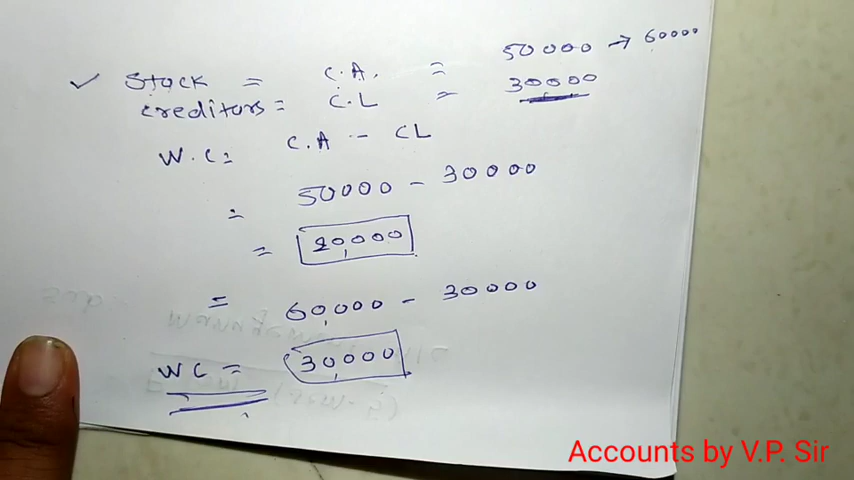 ✓ Stock = C.A. = 50000 → 60000
creditors = C.L = 30000
W.C = C.A - CL
= 50000 - 30000
= 20,000
= 60,000 - 30000
WC = 30,000
Accounts by V.P. Sir